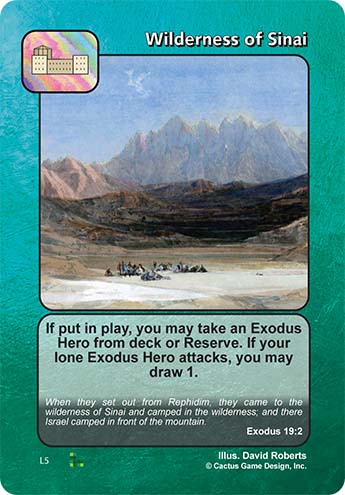 Wilderness of Sinai
If put in play, you may take an Exodus
Hero from deck or Reserve. If your
lone Exodus Hero attacks, you may
draw 1.
When they set out from Rephidim, they came to the
wilderness of Sinai and camped in the wilderness; and there
Israel camped in front of the mountain.
Exodus 19:2
Illus. David Roberts
L5
© Cactus Game Design, Inc.